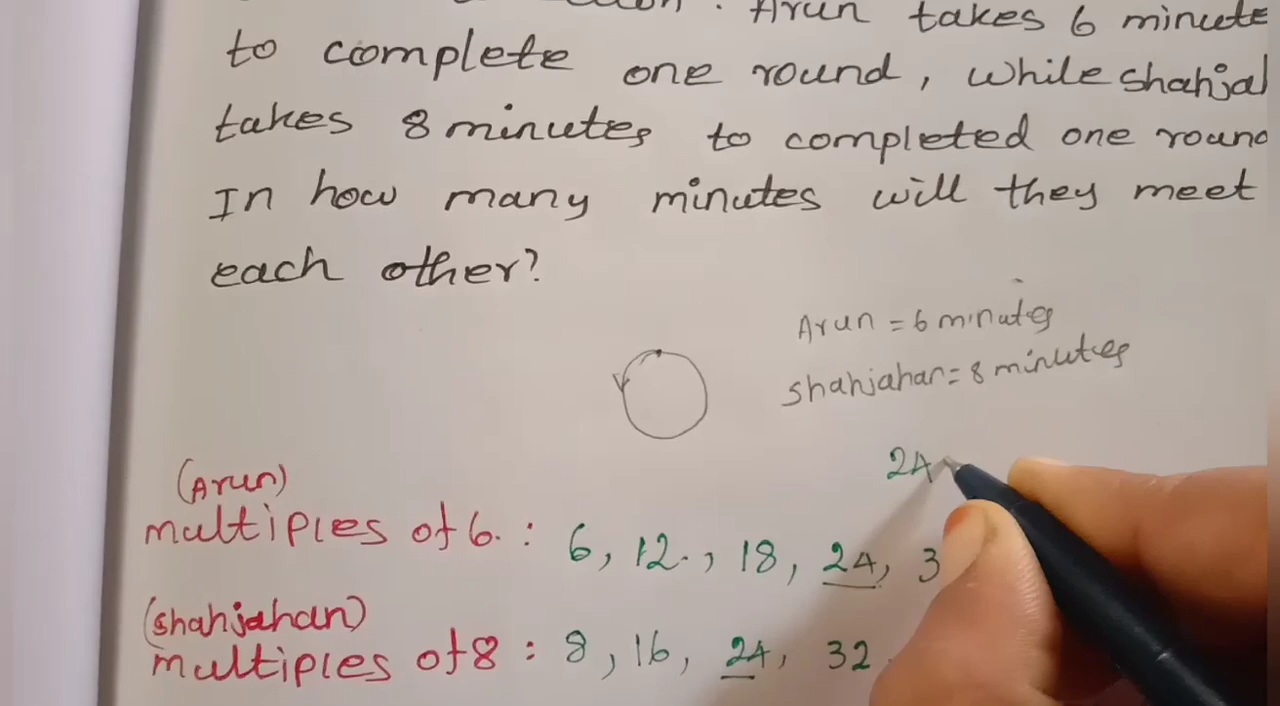 Arun takes 6 minute
to complete one round, while shahjal
takes 8 minutes to completed one round
In how many minutes will they meet
each other?
Arun = 6 minutes
shahjahan = 8 minutes
24
(Arun)
multiples of 6. : 6, 12., 18, 24, 3
(shahjahan)
multiples of 8 : 8, 16, 24, 32